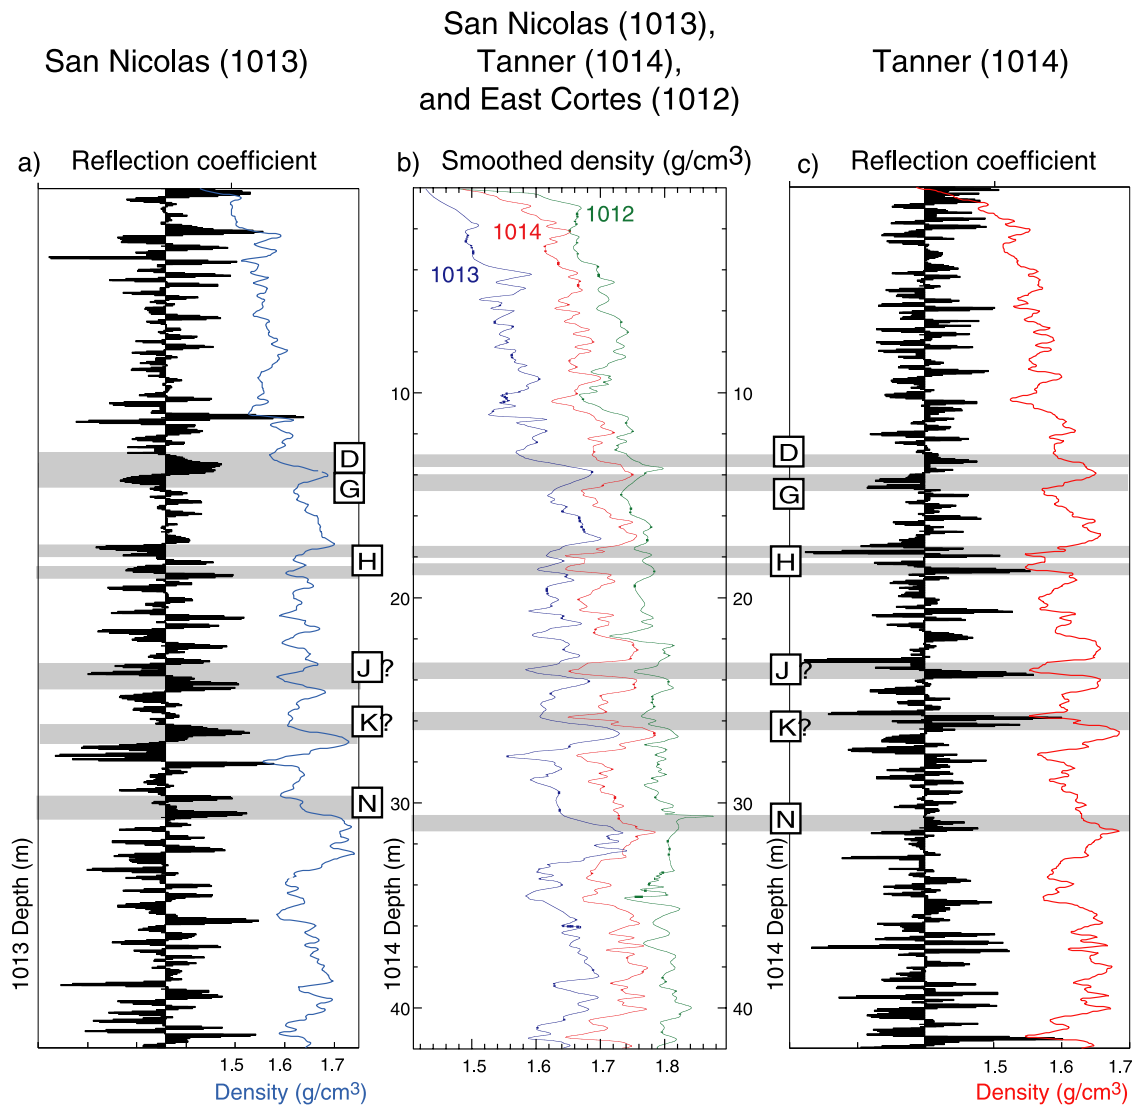 San Nicolas (1013)
San Nicolas (1013),
Tanner (1014),
and East Cortes (1012)
Tanner (1014)
a) Reflection coefficient
b) Smoothed density (g/cm3)
c) Reflection coefficient
1012
1014
1013
10
10
D
G
D
G
H
H
20
20
J?
J?
K?
K?
30
30
N
N
40
40
1013 Depth (m)
1014 Depth (m)
1014 Depth (m)
1.5 1.6 1.7
1.5 1.6 1.7 1.8
1.5 1.6 1.7
Density (g/cm3)
Density (g/cm3)